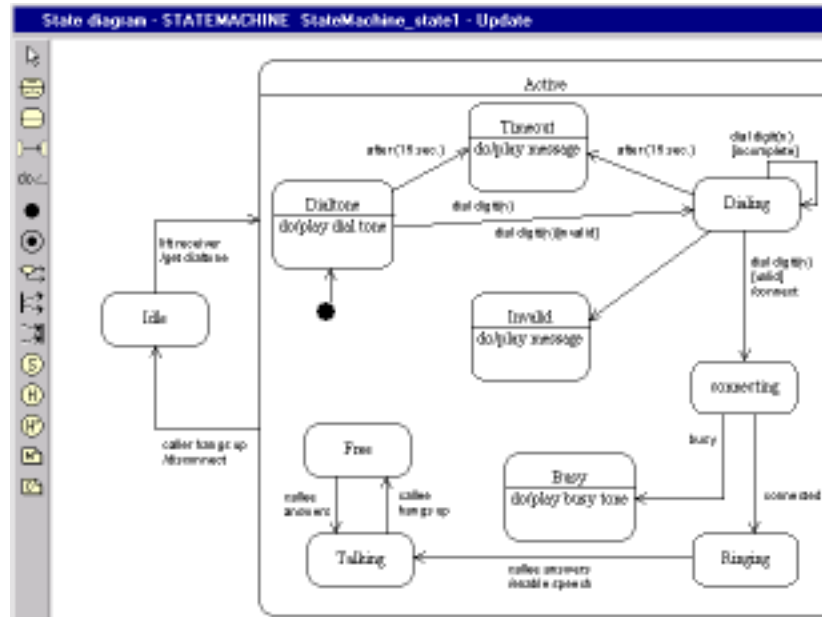 State diagram - STATEMACHINE StateMachine_state1 - Update
Active
Timeout
do/play message
after (15 sec.)
after (15 sec.)
dial digit(n)
[incomplete]
Dialtone
do/play dial tone
dial digit(n)
dial digit(n)[invalid]
Dialing
lift receiver
/get dialtone
dial digit(n)
[valid]
/connect
Idle
Invalid
do/play message
connecting
caller hangs up
/disconnect
Free
busy
Busy
do/play busy tone
connected
callee
answers
callee
hangs up
Talking
callee answers
/enable speech
Ringing
do/
S
H
H*